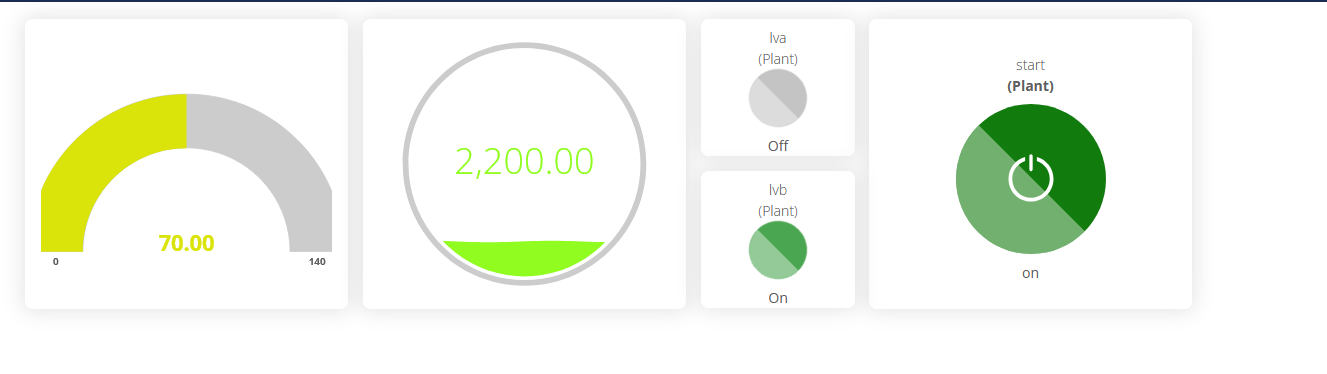 70.00
0
140
2,200.00
lva
(Plant)
Off
lvb
(Plant)
On
start
(Plant)
on